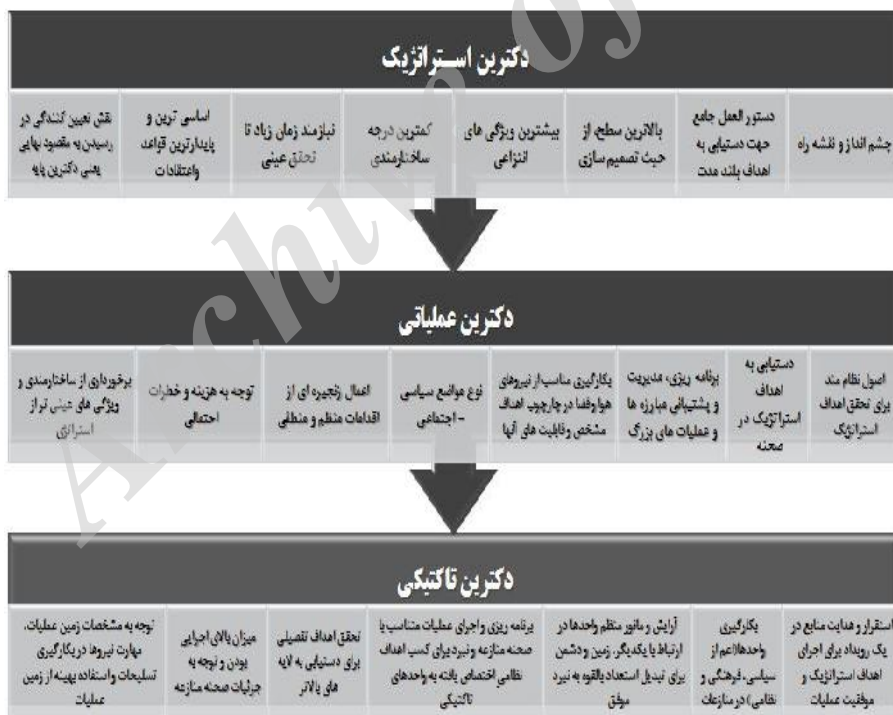 دکترین استراتژیک
چشم انداز و نقشه راه
دستور العمل جامع
جهت دستیابی به
اهداف بلند مدت
بالاترین سطح، از
حیث تصمیم سازی
بیشترین ویژگی های
انتزاعی
کمترین درجه
ساختارمندی
نیازمند زمان زیاد تا
تحقق عینی
اساسی ترین و
پایدارترین قواعد
واعتقادات
نقش تعیین کنندگی در
رسیدن به مقصود نهایی
یعنی دکترین پایه
دکترین عملیاتی
اصول نظام مند
برای تحقق اهداف
استراتژیک
دستیابی به
اهداف
استراتژیک در
صحنه
برنامه ریزی، مدیریت
و پشتیبانی مبارزه ها
و عملیات های بزرگ
بکارگیری مناسب از نیروهای
هوا وفضا در چارچوب اهداف
مشخص و قابلیت های آنها
نوع مواضع سیاسی
- اجتماعی
اعمال زنجیره ای از
اقدامات منظم و منطقی
توجه به هزینه و خطرات
احتمالی
برخورداری از ساختارمندی و
ویژگی های عینی تر از
استراتژی
دکترین تاکتیکی
استقرار و هدایت منابع در
یک رویداد برای اجرای
اهداف استراتژیک و
موفقیت عملیات
بکارگیری
واحدها(اعم از
سیاسی، فرهنگی و
نظامی) در منازعات
آرایش و مانور منظم واحدها در
ارتباط با یکدیگر، زمین و دشمن
برای تبدیل استعداد بالقوه به نبرد
موفق
برنامه ریزی و اجرای عملیات متناسب با
صحنه منازعه و نبرد برای کسب اهداف
نظامی اختصاص یافته به واحدهای
تاکتیکی
تحقق اهداف تفصیلی
برای دستیابی به لایه
های بالاتر
میزان بالای اجرایی
بودن و توجه به
جزئیات صحنه منازعه
توجه به مشخصات زمین عملیات،
مهارت نیروها در بکارگیری
تسلیحات واستفاده بهینه از زمین
عملیات
Archive of